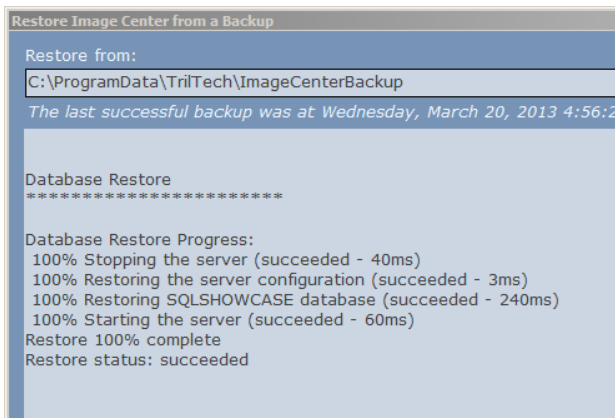 Restore Image Center from a Backup
Restore from:
C:\ProgramData\TrilTech\ImageCenterBackup
The last successful backup was at Wednesday, March 20, 2013 4:56:2
Database Restore
***********************
Database Restore Progress:
100% Stopping the server (succeeded - 40ms)
100% Restoring the server configuration (succeeded - 3ms)
100% Restoring SQLSHOWCASE database (succeeded - 240ms)
100% Starting the server (succeeded - 60ms)
Restore 100% complete
Restore status: succeeded